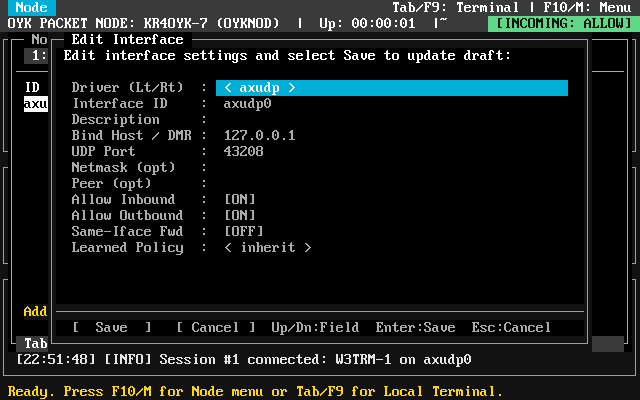 Node Tab/F9: Terminal | F10/M: Menu
OYK PACKET NODE: KR4OYK-7 (OYKNOD) | Up: 00:00:01 |~ [INCOMING: ALLOW]
No Edit Interface
1: Edit interface settings and select Save to update draft:
ID Driver (Lt/Rt) : < axudp >
axu Interface ID : axudp0
Description :
Bind Host / DMR : 127.0.0.1
UDP Port : 43208
Netmask (opt) :
Peer (opt) :
Allow Inbound : [ON]
Allow Outbound : [ON]
Same-Iface Fwd : [OFF]
Learned Policy : < inherit >
Add
[ Save ] [ Cancel ] Up/Dn:Field Enter:Save Esc:Cancel
Tab
[22:51:48] [INFO] Session #1 connected: W3TRM-1 on axudp0
Ready. Press F10/M for Node menu or Tab/F9 for Local Terminal.